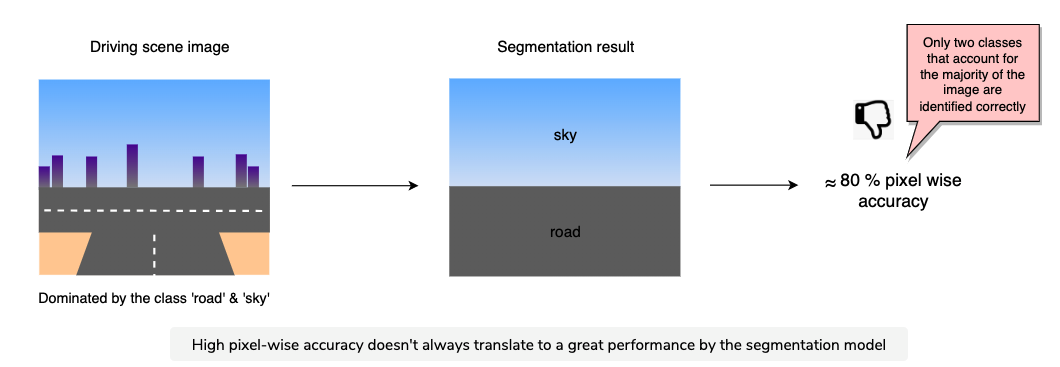 Driving scene image
Segmentation result
Only two classes
that account for
the majority of the
image are
identified correctly
sky
road
≈ 80 % pixel wise
accuracy
Dominated by the class 'road' & 'sky'
High pixel-wise accuracy doesn't always translate to a great performance by the segmentation model